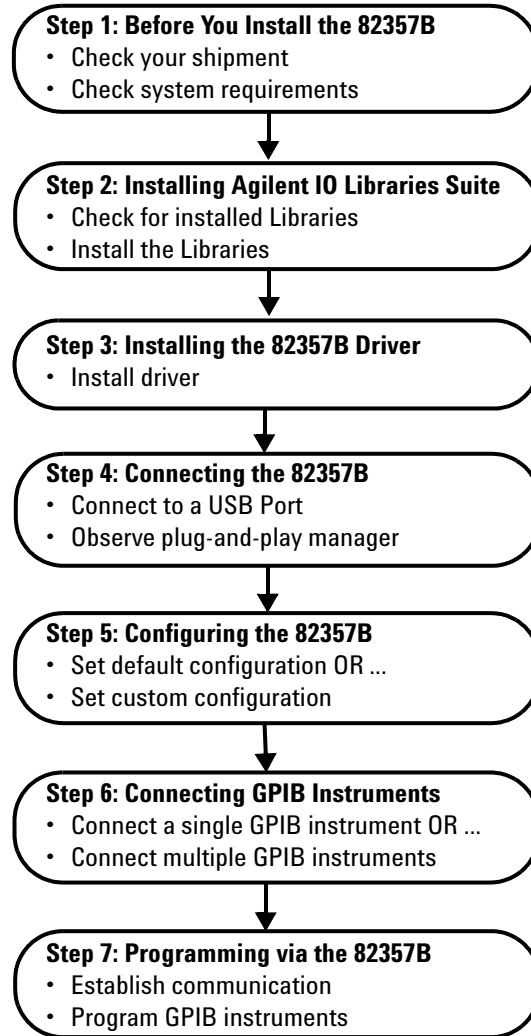 Step 1: Before You Install the 82357B
• Check your shipment
• Check system requirements
Step 2: Installing Agilent IO Libraries Suite
• Check for installed Libraries
• Install the Libraries
Step 3: Installing the 82357B Driver
• Install driver
Step 4: Connecting the 82357B
• Connect to a USB Port
• Observe plug-and-play manager
Step 5: Configuring the 82357B
• Set default configuration OR ...
• Set custom configuration
Step 6: Connecting GPIB Instruments
• Connect a single GPIB instrument OR ...
• Connect multiple GPIB instruments
Step 7: Programming via the 82357B
• Establish communication
• Program GPIB instruments